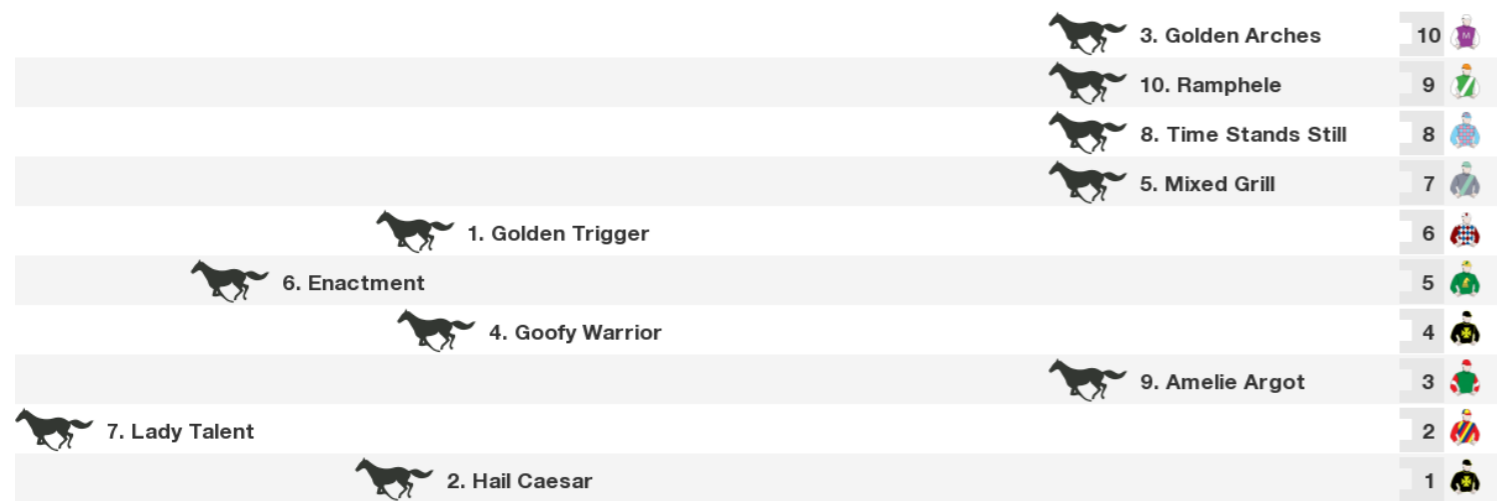 3. Golden Arches 10
10. Ramphele 9
8. Time Stands Still 8
5. Mixed Grill 7
1. Golden Trigger 6
6. Enactment 5
4. Goofy Warrior 4
9. Amelie Argot 3
7. Lady Talent 2
2. Hail Caesar 1